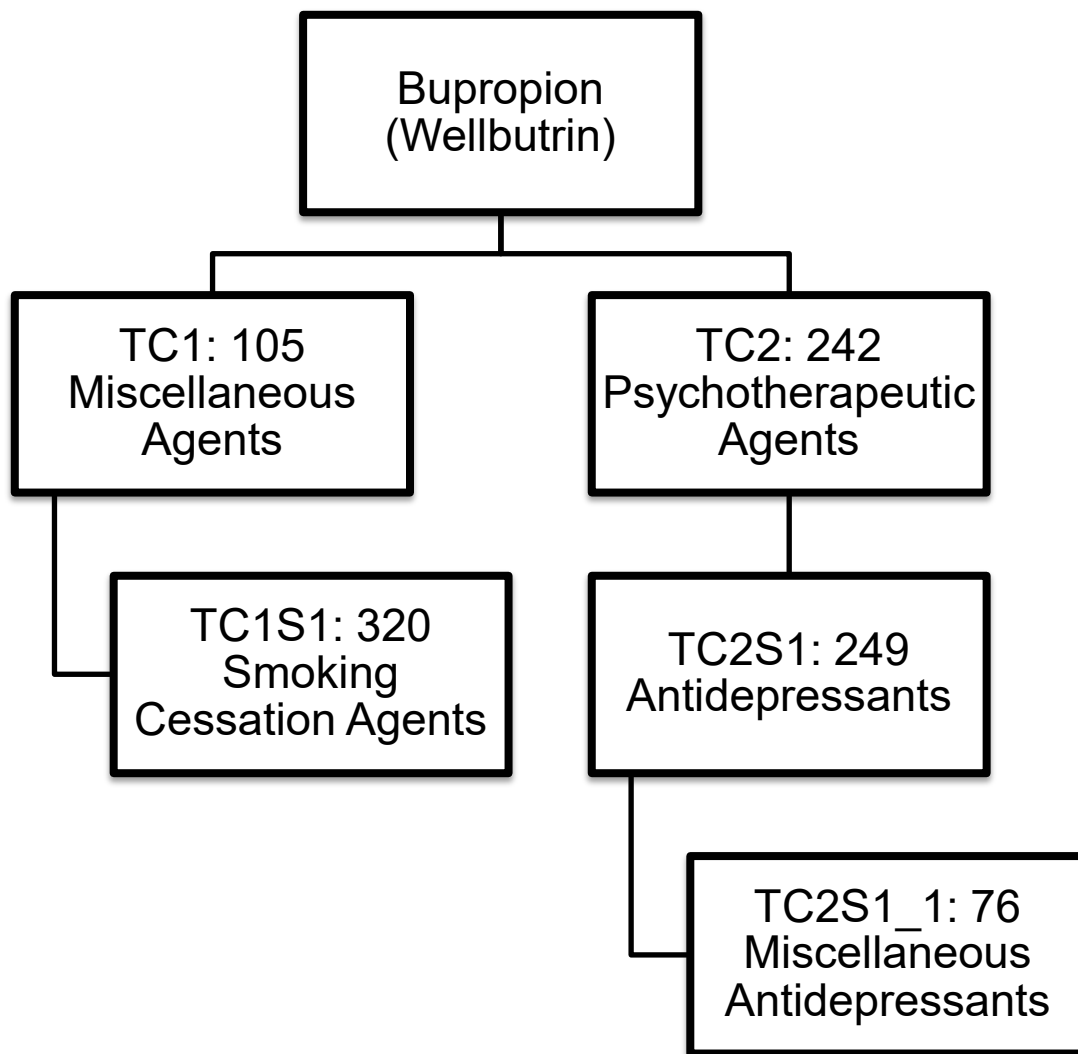 Bupropion
(Wellbutrin)
TC1: 105
Miscellaneous
Agents
TC2: 242
Psychotherapeutic
Agents
TC1S1: 320
Smoking
Cessation Agents
TC2S1: 249
Antidepressants
TC2S1_1: 76
Miscellaneous
Antidepressants